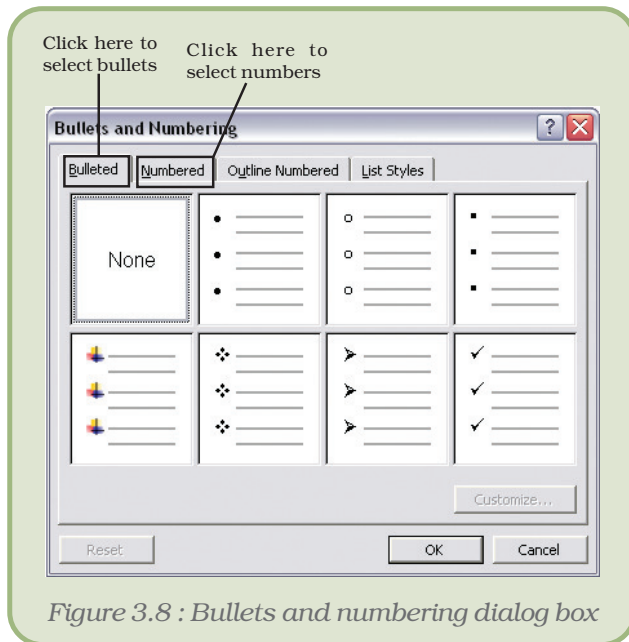 Click here to
select bullets
Click here to
select numbers
Bullets and Numbering
Bulleted
Numbered
Outline Numbered
List Styles
None
Customize...
Reset
OK
Cancel
Figure 3.8 : Bullets and numbering dialog box